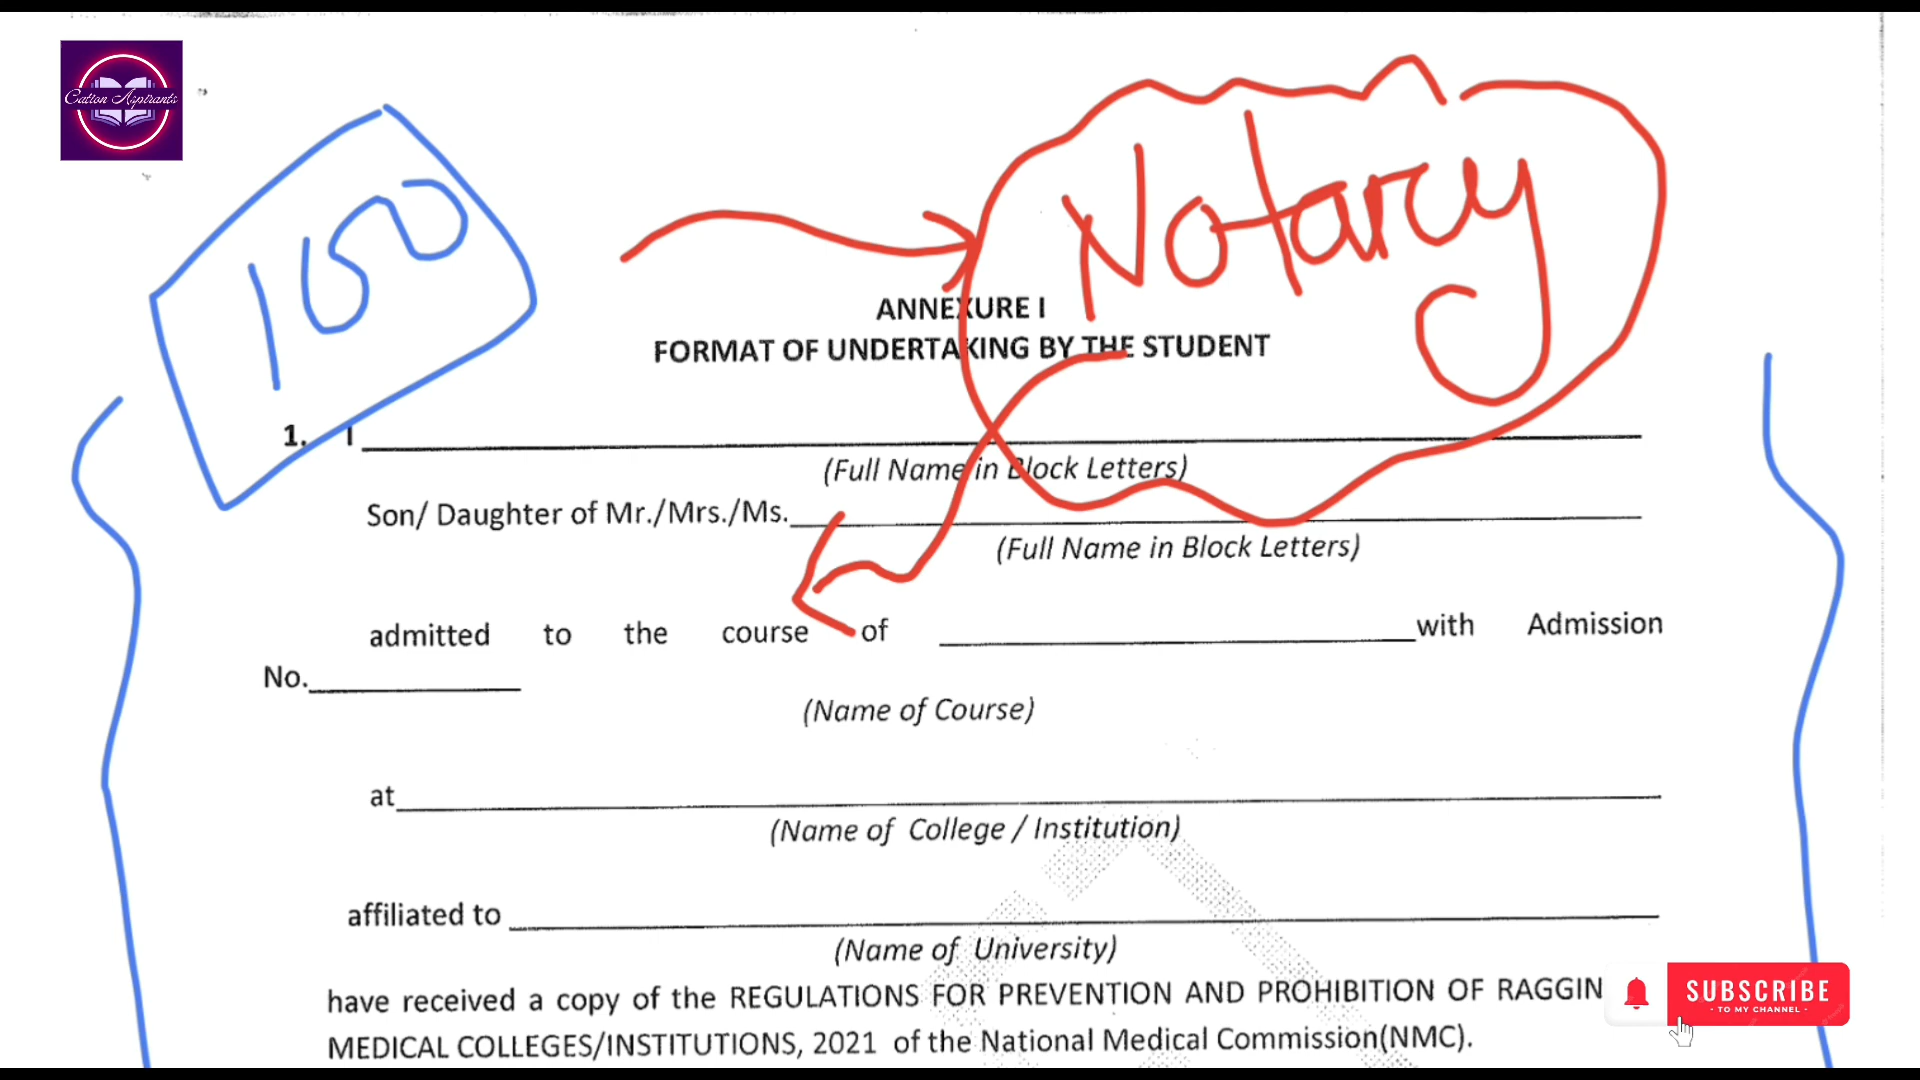 Cation Aspirants
100
Notary
ANNEXURE I
FORMAT OF UNDERTAKING BY THE STUDENT
1. I
(Full Name in Block Letters)
Son/ Daughter of Mr./Mrs./Ms.
(Full Name in Block Letters)
admitted to the course of with Admission
No.
(Name of Course)
at
(Name of College / Institution)
affiliated to
(Name of University)
have received a copy of the REGULATIONS FOR PREVENTION AND PROHIBITION OF RAGGIN
MEDICAL COLLEGES/INSTITUTIONS, 2021 of the National Medical Commission(NMC).
SUBSCRIBE
- TO MY CHANNEL -